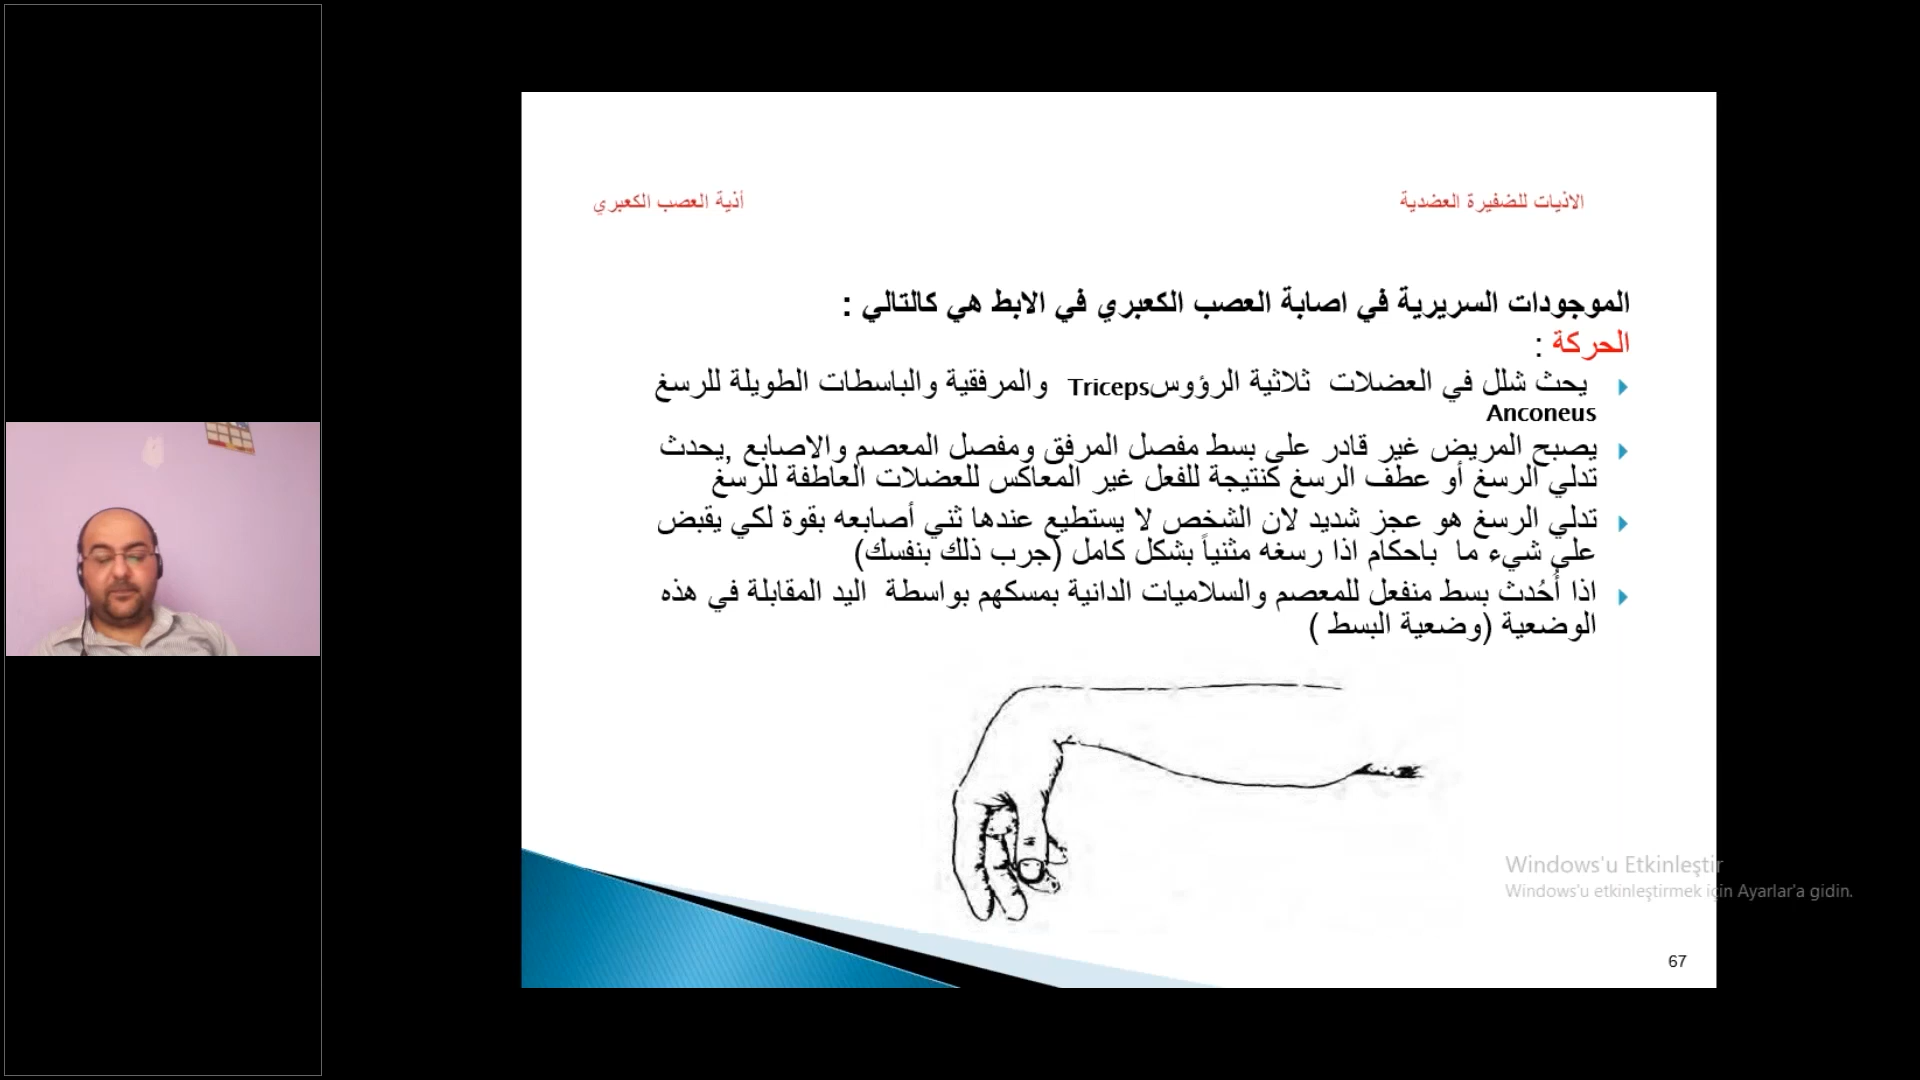 الاذيات للضفيرة العضدية
أذية العصب الكعبري
الموجودات السريرية في اصابة العصب الكعبري في الابط هي كالتالي :
الحركة :
يحث شلل في العضلات ثلاثية الرؤوسTriceps والمرفقية والباسطات الطويلة للرسغ
Anconeus
يصبح المريض غير قادر على بسط مفصل المرفق ومفصل المعصم والاصابع ,يحدث
تدلي الرسغ أو عطف الرسغ كنتيجة للفعل غير المعاكس للعضلات العاطفة للرسغ
تدلي الرسغ هو عجز شديد لان الشخص لا يستطيع عندها ثني أصابعه بقوة لكي يقبض
على شيء ما باحكام اذا رسغه مثنياً بشكل كامل (جرب ذلك بنفسك)
اذا أُحُدث بسط منفعل للمعصم والسلاميات الدانية بمسكهم بواسطة اليد المقابلة في هذه
الوضعية (وضعية البسط )
Windows'u Etkinleştir
Windows'u etkinleştirmek için Ayarlar'a gidin.
67